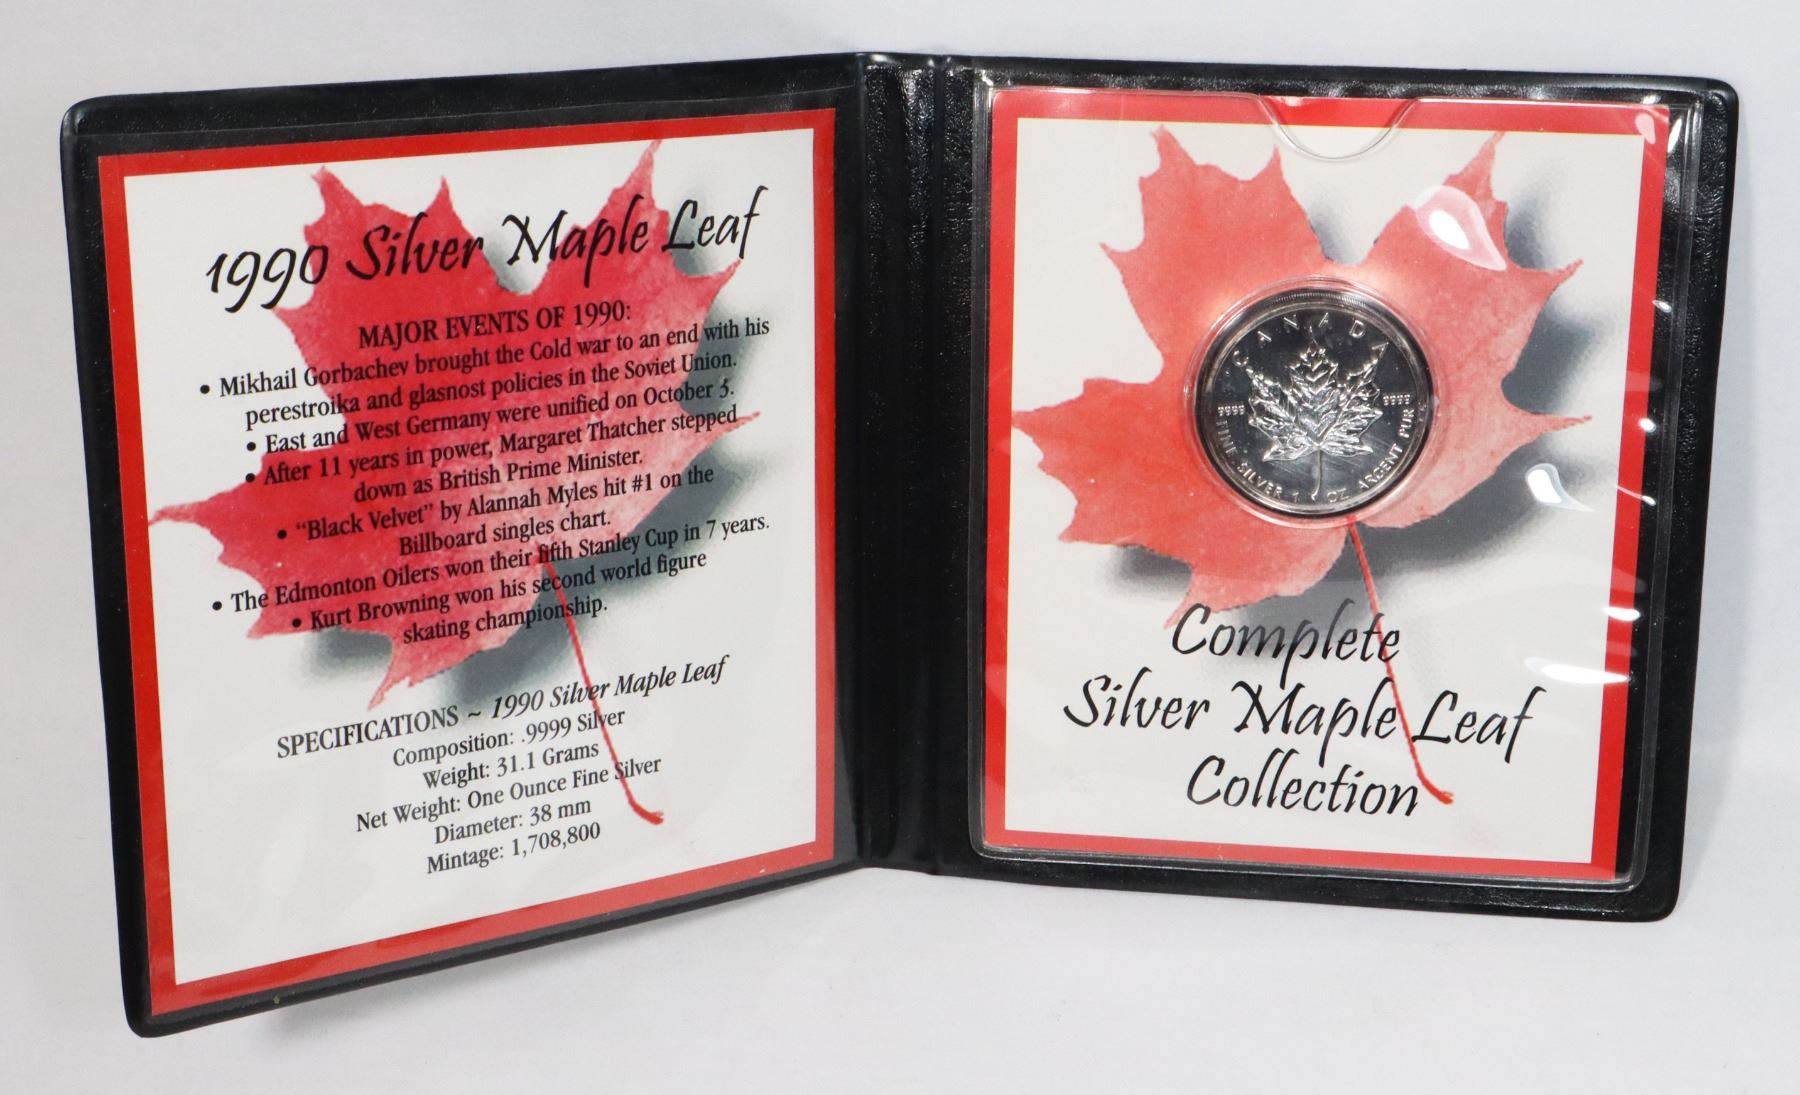 1990 Silver Maple Leaf
MAJOR EVENTS OF 1990:
• Mikhail Gorbachev brought the Cold war to an end with his
perestroika and glasnost policies in the Soviet Union.
• East and West Germany were unified on October 3.
• After 11 years in power, Margaret Thatcher stepped
down as British Prime Minister.
• "Black Velvet" by Alannah Myles hit #1 on the
Billboard singles chart.
• The Edmonton Oilers won their fifth Stanley Cup in 7 years.
• Kurt Browning won his second world figure
skating championship.
SPECIFICATIONS ~ 1990 Silver Maple Leaf
Composition: .9999 Silver
Weight: 31.1 Grams
Net Weight: One Ounce Fine Silver
Diameter: 38 mm
Mintage: 1,708,800
CANADA
9999 9999
FINE SILVER 1 OZ ARGENT PUR
Complete
Silver Maple Leaf
Collection